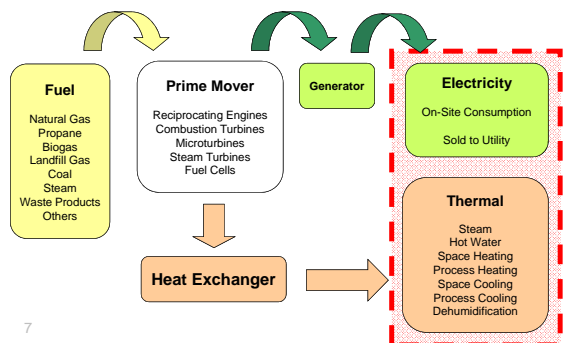 Fuel
Natural Gas
Propane
Biogas
Landfill Gas
Coal
Steam
Waste Products
Others
Prime Mover
Reciprocating Engines
Combustion Turbines
Microturbines
Steam Turbines
Fuel Cells
Generator
Electricity
On-Site Consumption
Sold to Utility
Heat Exchanger
Thermal
Steam
Hot Water
Space Heating
Process Heating
Space Cooling
Process Cooling
Dehumidification
7